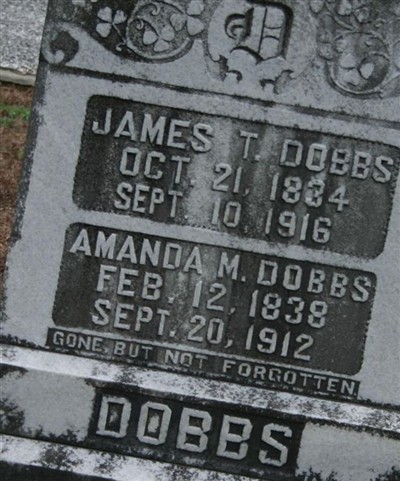 D
JAMES T. DOBBS
OCT. 21, 1834
SEPT. 10, 1916
AMANDA M. DOBBS
FEB. 12, 1838
SEPT. 20, 1912
GONE, BUT NOT FORGOTTEN.
DOBBS